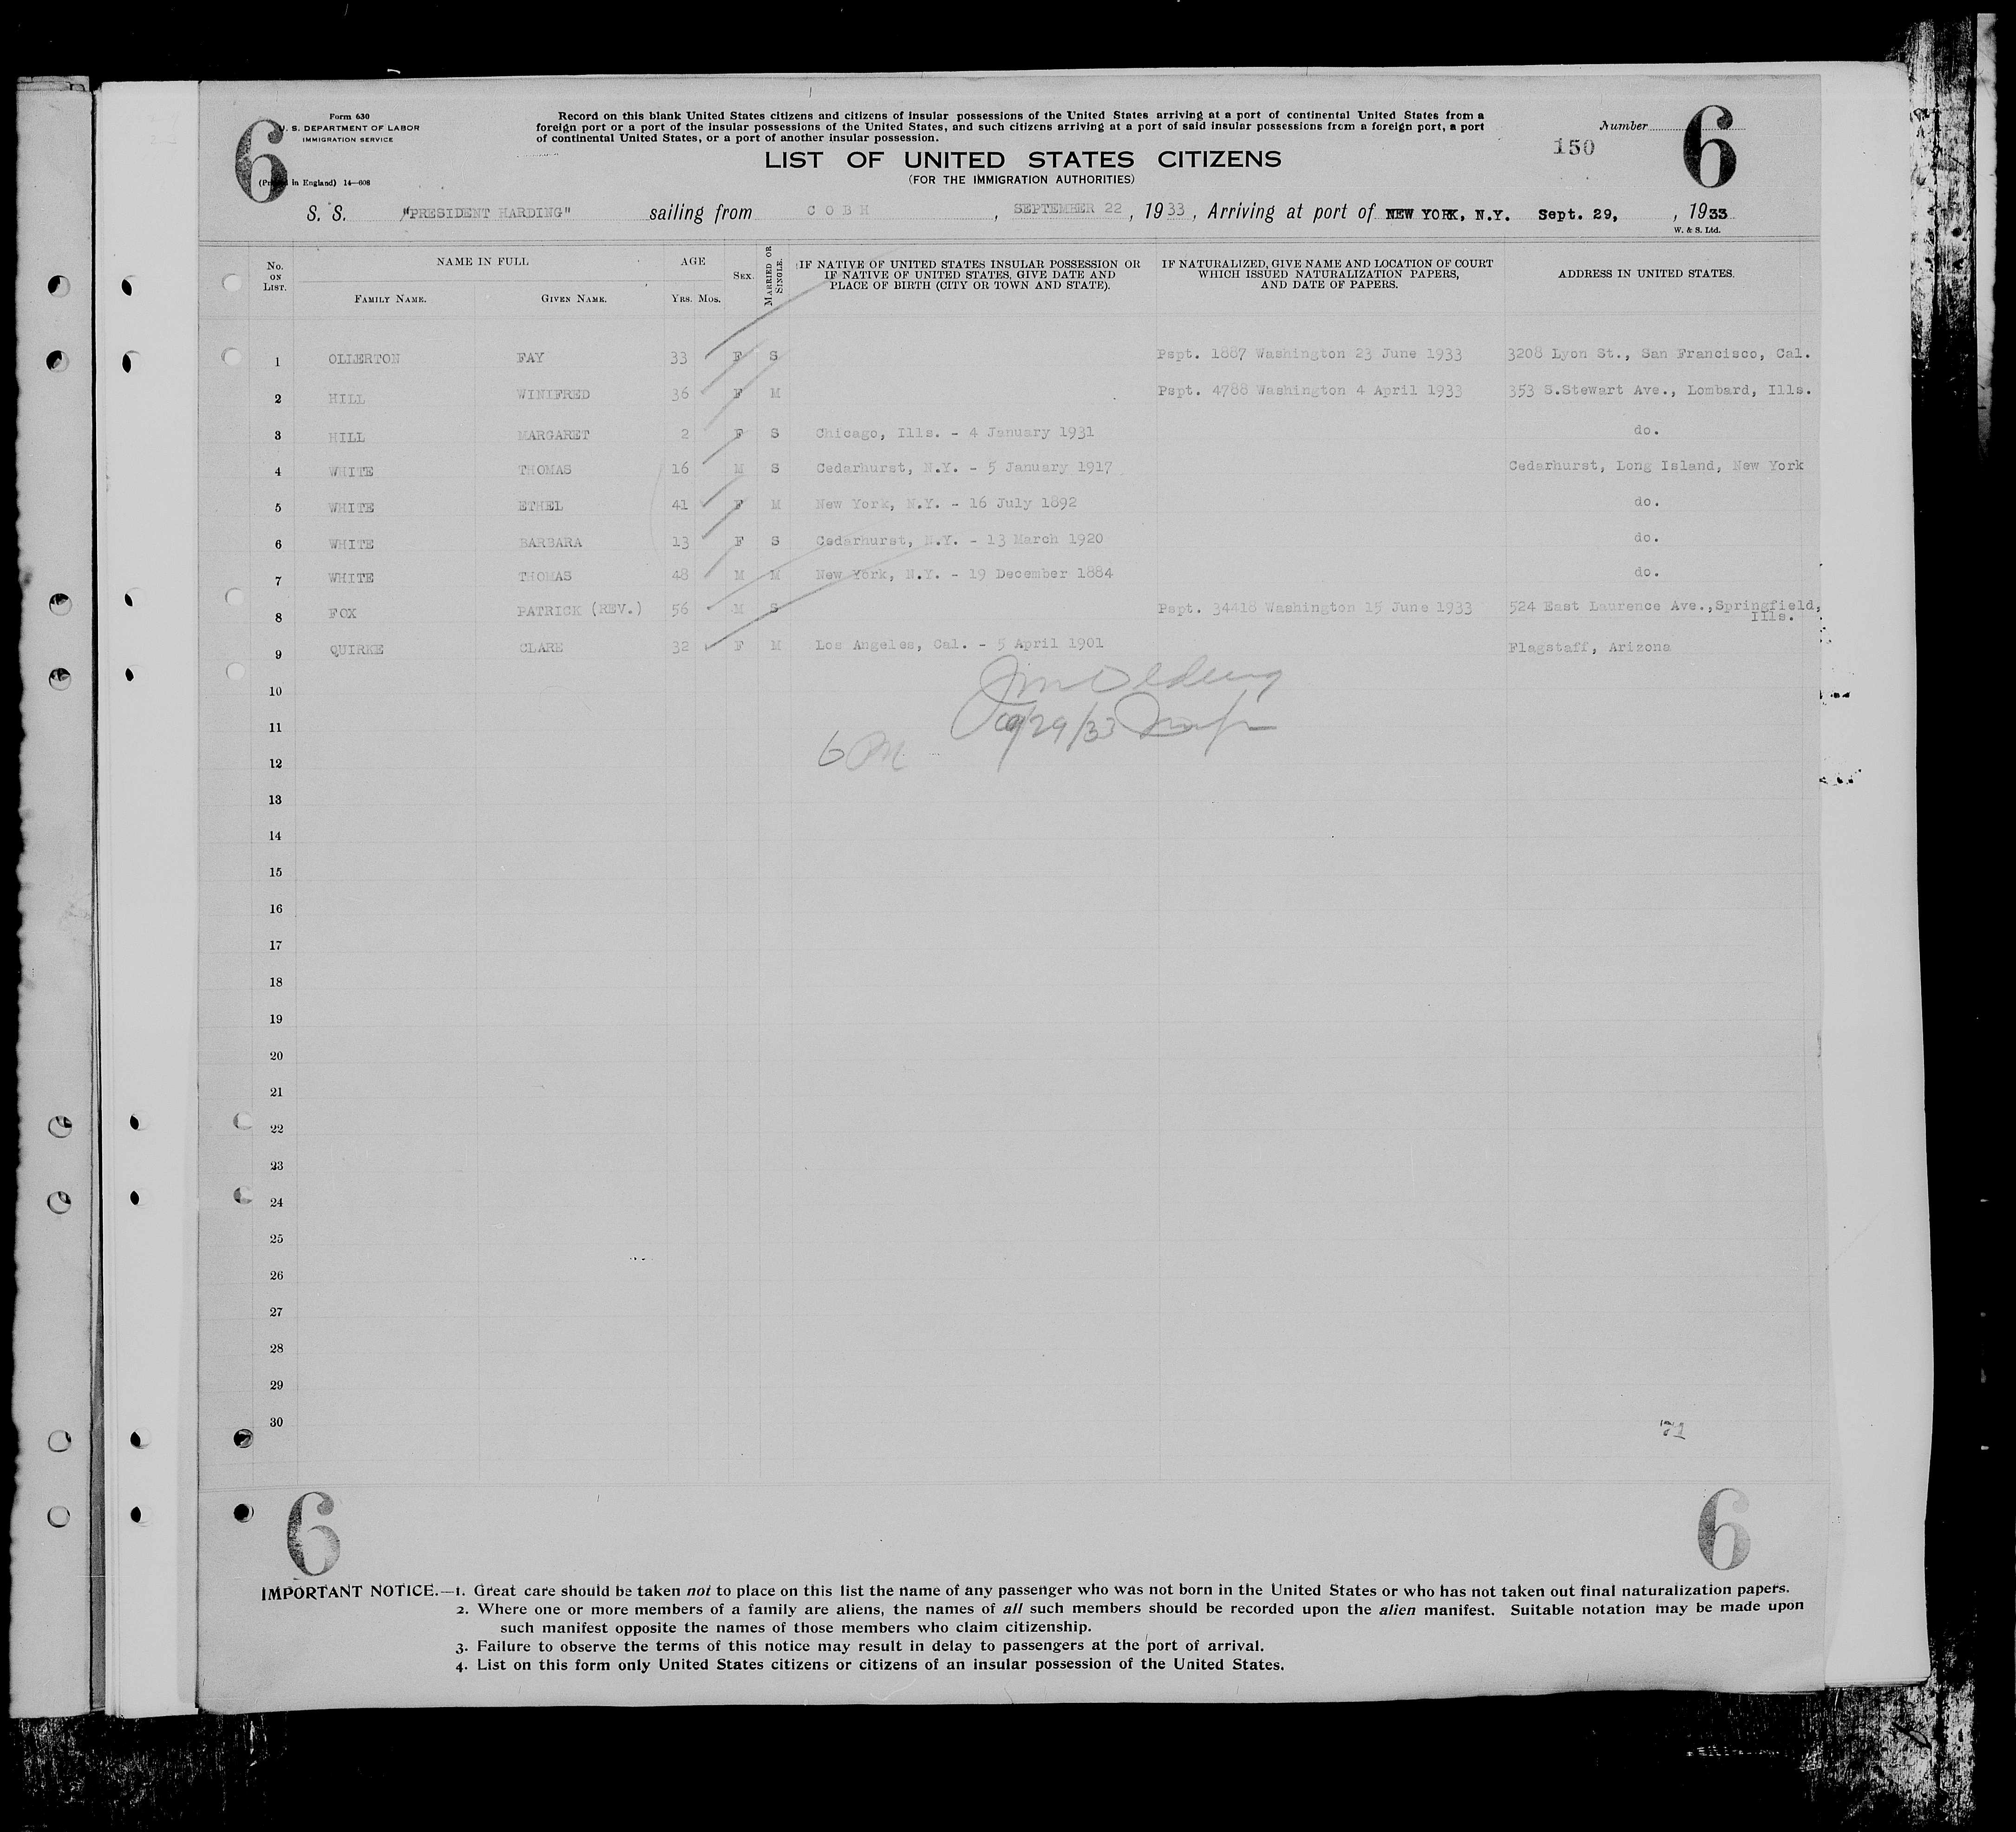 6
Form 630
U. S. DEPARTMENT OF LABOR
IMMIGRATION SERVICE
(Printed in England) 14—608
Record on this blank United States citizens and citizens of insular possessions of the United States arriving at a port of continental United States from a
foreign port or a port of the insular possessions of the United States, and such citizens arriving at a port of said insular possessions from a foreign port, a port
of continental United States, or a port of another insular possession.
LIST OF UNITED STATES CITIZENS
(FOR THE IMMIGRATION AUTHORITIES)
Number
150
6
S. S. "PRESIDENT HARDING" sailing from COBH, SEPTEMBER 22, 1933, Arriving at port of NEW YORK, N.Y. Sept. 29, , 1933
W. & S. Ltd.
No. ON LIST. NAME IN FULL AGE SEX. MARRIED OR SINGLE. IF NATIVE OF UNITED STATES INSULAR POSSESSION OR IF NATIVE OF UNITED STATES, GIVE DATE AND PLACE OF BIRTH (CITY OR TOWN AND STATE). IF NATURALIZED, GIVE NAME AND LOCATION OF COURT WHICH ISSUED NATURALIZATION PAPERS, AND DATE OF PAPERS. ADDRESS IN UNITED STATES.
FAMILY NAME. GIVEN NAME. YRS. MOS.
1 OLLERTON FAY 33 F S Pspt. 1887 Washington 23 June 1933 3208 Lyon St., San Francisco, Cal.
2 HILL WINIFRED 36 F M Pspt. 4788 Washington 4 April 1933 353 S.Stewart Ave., Lombard, Ills.
3 HILL MARGARET 2 F S Chicago, Ills. - 4 January 1931 do.
4 WHITE THOMAS 16 M S Cedarhurst, N.Y. - 5 January 1917 Cedarhurst, Long Island, New York
5 WHITE ETHEL 41 F M New York, N.Y. - 16 July 1892 do.
6 WHITE BARBARA 13 F S Cedarhurst, N.Y. - 13 March 1920 do.
7 WHITE THOMAS 48 M M New York, N.Y. - 19 December 1884 do.
8 FOX PATRICK (REV.) 56 M S Pspt. 34418 Washington 15 June 1933 524 East Laurence Ave.,Springfield, Ills.
9 QUIRKE CLARE 32 F M Los Angeles, Cal. - 5 April 1901 Flagstaff, Arizona
10
11 9/29/33
12
13
14
15
16
17
18
19
20
21
22
23
24
25
26
27
28
29
30
71
6
6
IMPORTANT NOTICE.—1. Great care should be taken not to place on this list the name of any passenger who was not born in the United States or who has not taken out final naturalization papers.
2. Where one or more members of a family are aliens, the names of all such members should be recorded upon the alien manifest. Suitable notation may be made upon
such manifest opposite the names of those members who claim citizenship.
3. Failure to observe the terms of this notice may result in delay to passengers at the port of arrival.
4. List on this form only United States citizens or citizens of an insular possession of the United States.